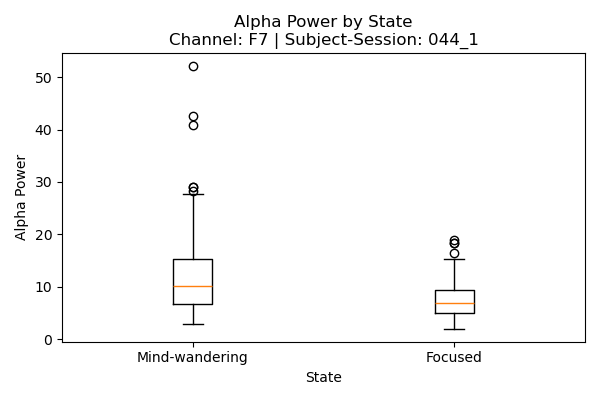 Alpha Power by State
Channel: F7 | Subject-Session: 044_1
Alpha Power
50
40
30
20
10
0
Mind-wandering
Focused
State